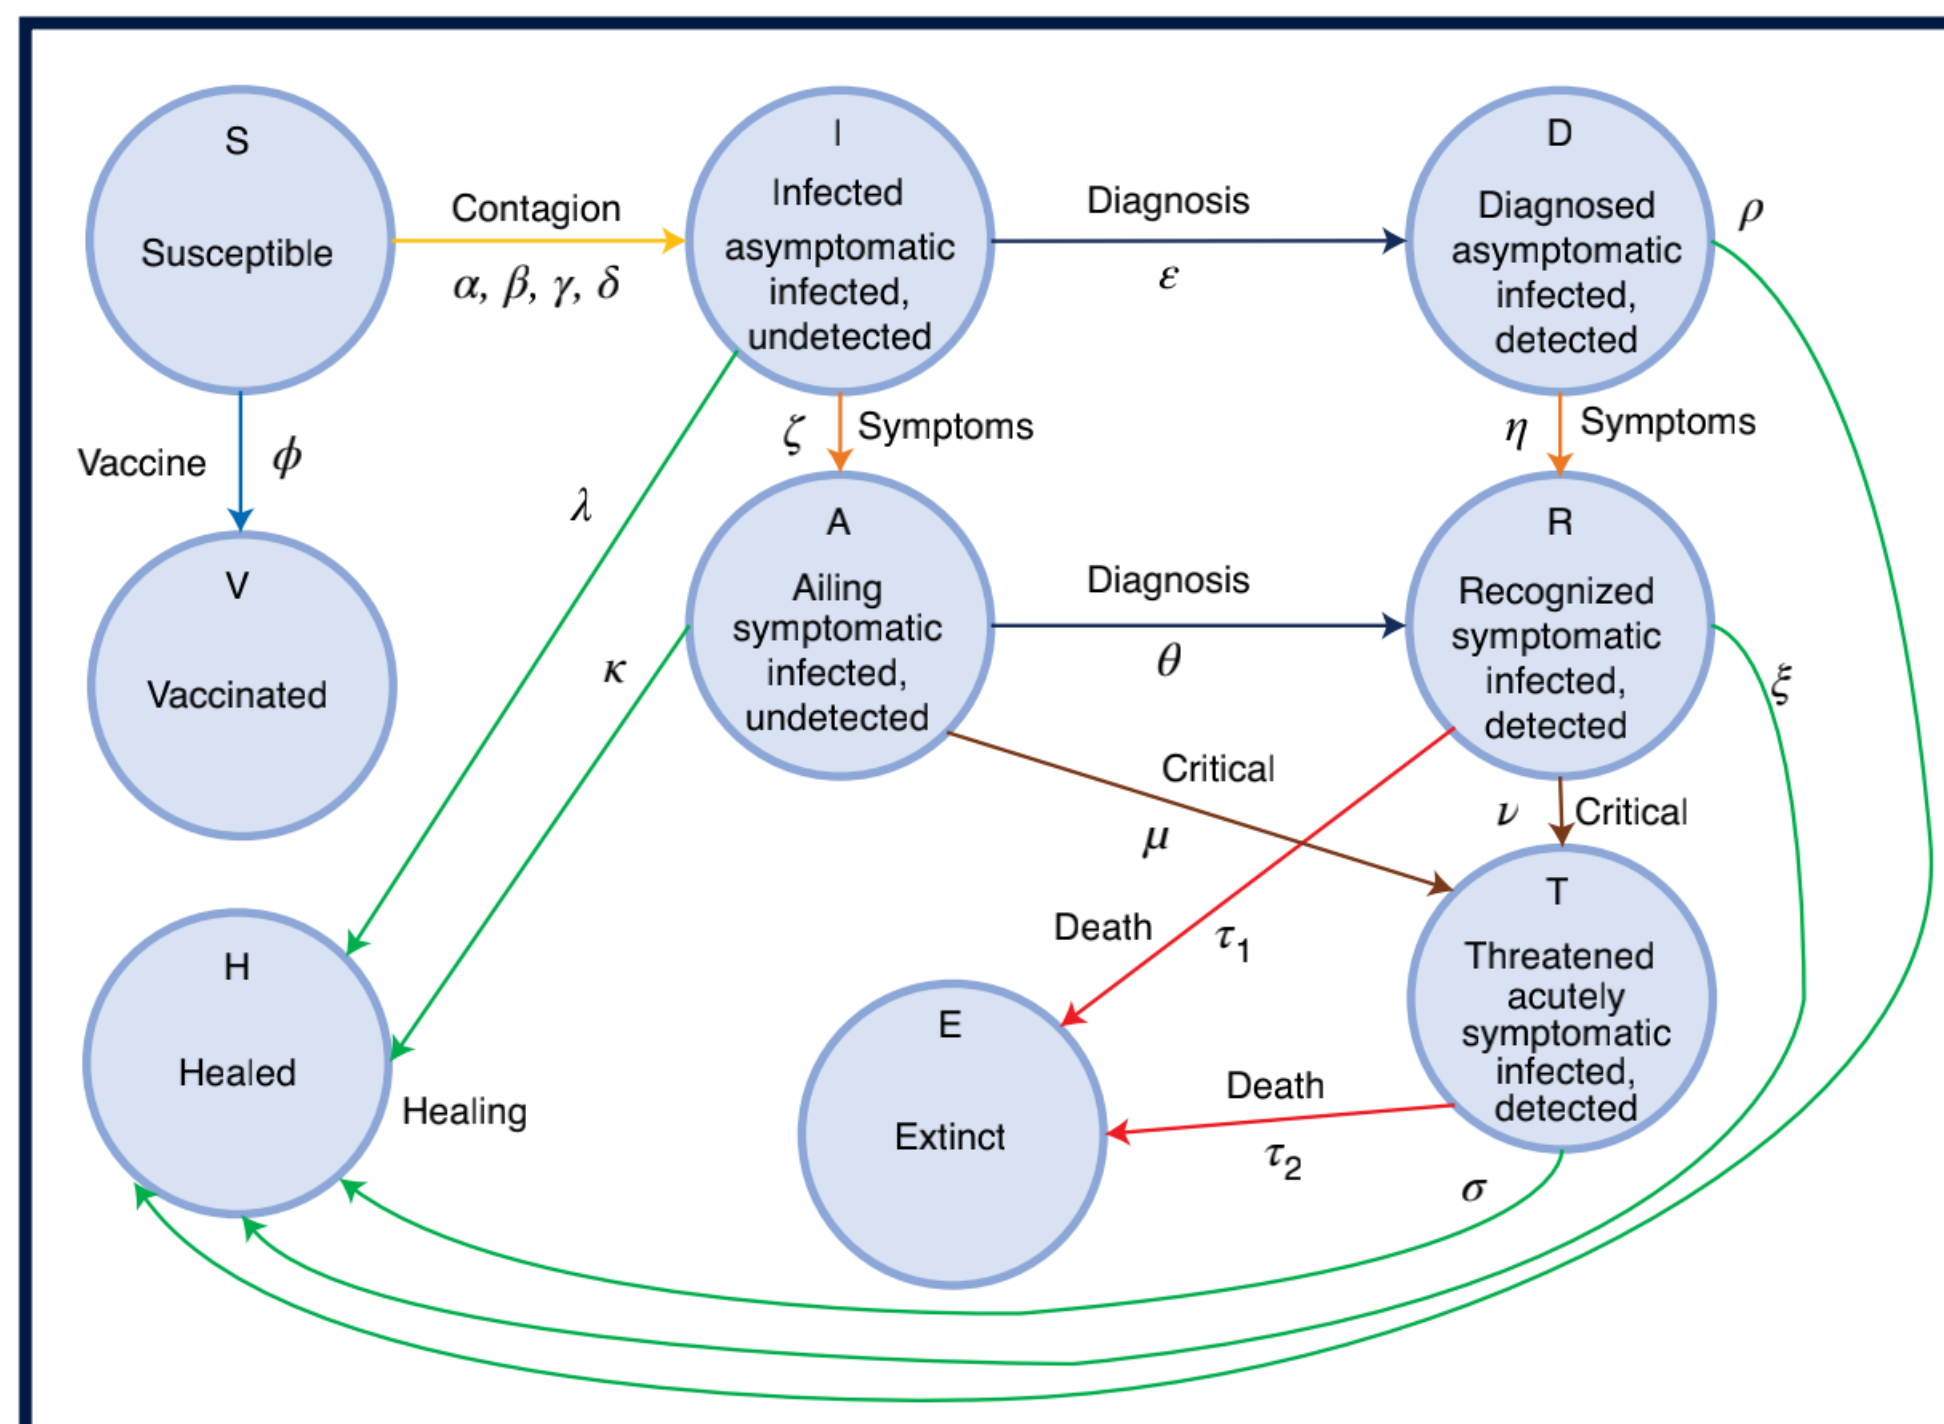 S
Susceptible
Contagion
α, β, γ, δ
I
Infected
asymptomatic
infected,
undetected
Diagnosis
ε
D
Diagnosed
asymptomatic
infected,
detected
ρ
Vaccine
ϕ
ζ
Symptoms
η
Symptoms
λ
V
Vaccinated
κ
A
Ailing
symptomatic
infected,
undetected
Diagnosis
θ
R
Recognized
symptomatic
infected,
detected
ξ
Critical
μ
ν
Critical
Death
τ1
T
Threatened
acutely
symptomatic
infected,
detected
H
Healed
Healing
E
Extinct
Death
τ2
σ